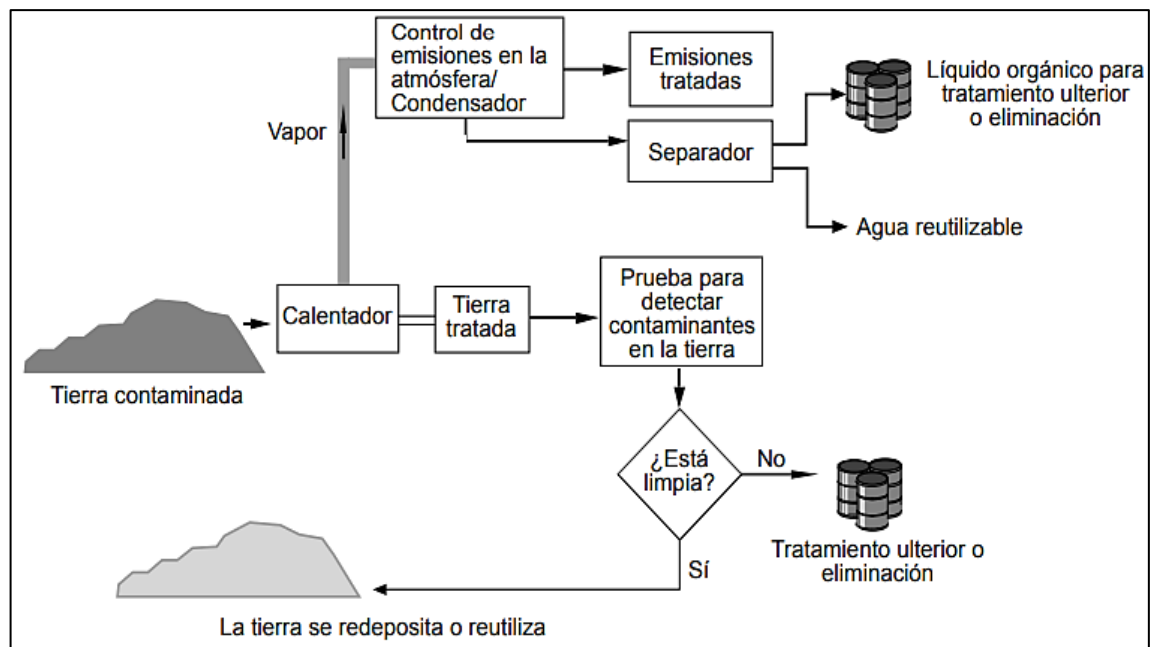 Control de
emisiones en la
atmósfera/
Condensador
Emisiones
tratadas
Líquido orgánico para
tratamiento ulterior
o eliminación
Vapor
Separador
Agua reutilizable
Calentador
Tierra
tratada
Prueba para
detectar
contaminantes
en la tierra
Tierra contaminada
¿Está
limpia?
No
Sí
Tratamiento ulterior o
eliminación
La tierra se redeposita o reutiliza